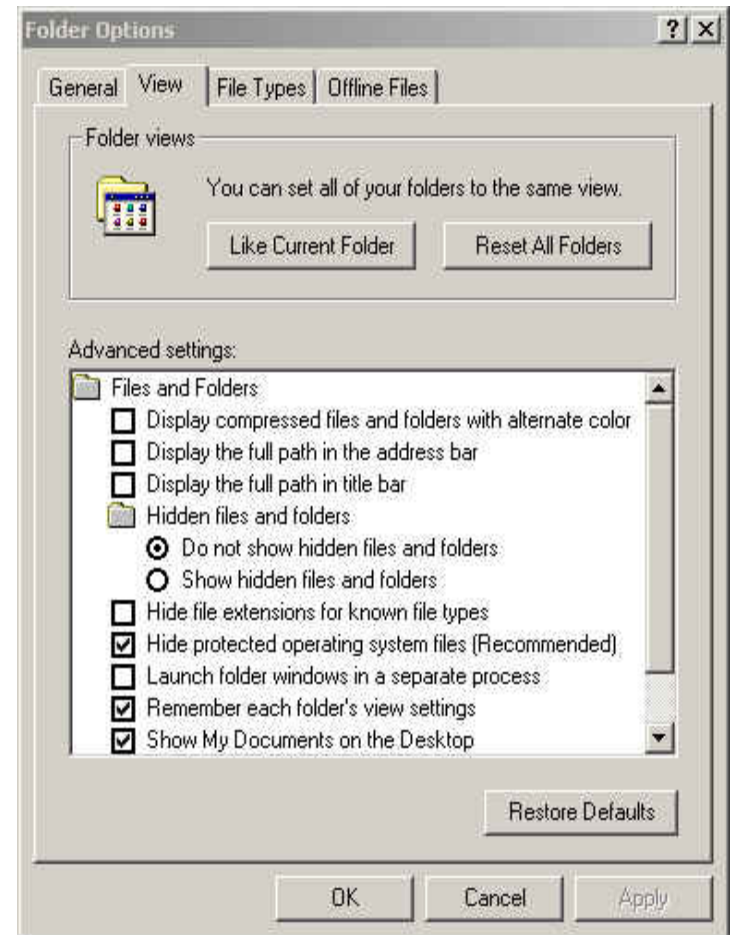 Folder Options
? X
General View File Types Offline Files
Folder views
You can set all of your folders to the same view.
Like Current Folder Reset All Folders
Advanced settings:
Files and Folders
Display compressed files and folders with alternate color
Display the full path in the address bar
Display the full path in title bar
Hidden files and folders
Do not show hidden files and folders
Show hidden files and folders
Hide file extensions for known file types
Hide protected operating system files (Recommended)
Launch folder windows in a separate process
Remember each folder's view settings
Show My Documents on the Desktop
Restore Defaults
OK Cancel Apply